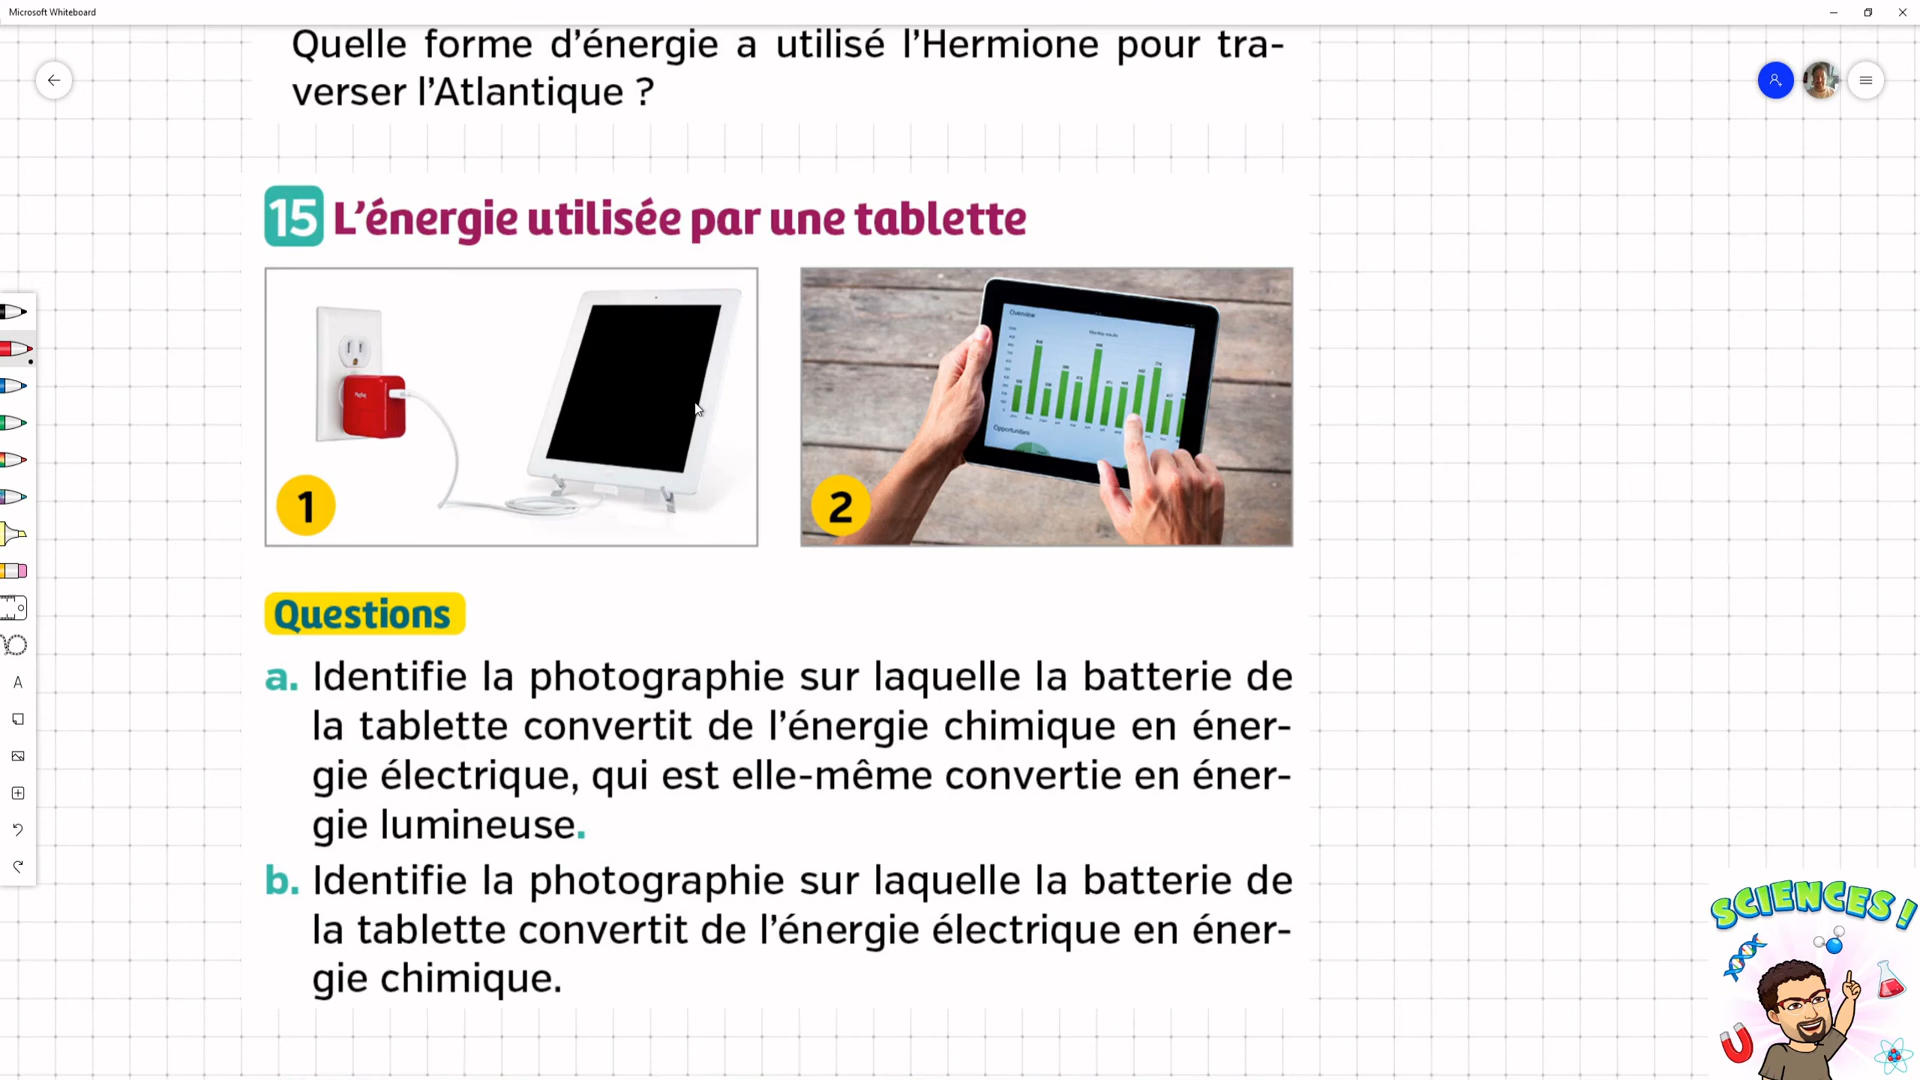 Microsoft Whiteboard
Quelle forme d’énergie a utilisé l’Hermione pour tra-
verser l’Atlantique ?
15 L’énergie utilisée par une tablette
1
2
Overview
Opportunities
Questions
a. Identifie la photographie sur laquelle la batterie de
la tablette convertit de l’énergie chimique en éner-
gie électrique, qui est elle-même convertie en éner-
gie lumineuse.
b. Identifie la photographie sur laquelle la batterie de
la tablette convertit de l’énergie électrique en éner-
gie chimique.
A
SCIENCES !